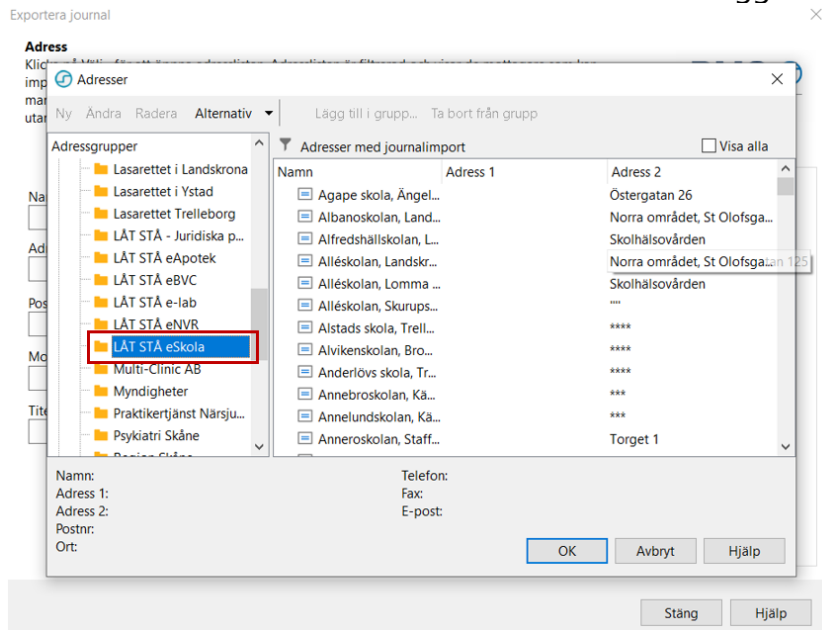 Exportera journal
Adress
Adresser
Ny Ändra Radera Alternativ Lägg till i grupp... Ta bort från grupp
Adressgrupper
Lasarettet i Landskrona
Lasarettet i Ystad
Lasarettet Trelleborg
LÅT STÅ - Juridiska p...
LÅT STÅ eApotek
LÅT STÅ eBVC
LÅT STÅ e-lab
LÅT STÅ eNVR
LÅT STÅ eSkola
Multi-Clinic AB
Myndigheter
Praktikertjänst Närsju...
Psykiatri Skåne
Adresser med journalimport Visa alla
Namn Adress 1 Adress 2
Agape skola, Ängel... Östergatan 26
Albanoskolan, Land... Norra området, St Olofsga...
Alfredshällskolan, L... Skolhälsovården
Alléskolan, Landskr... Norra området, St Olofsga...tan 125
Alléskolan, Lomma ... Skolhälsovården
Alléskolan, Skurups... ""
Alstads skola, Trell... ****
Alvikenskolan, Bro... ****
Anderlövs skola, Tr... ****
Annebroskolan, Kä... ***
Annelundskolan, Kä... ***
Anneroskolan, Staff... Torget 1
Namn: Telefon:
Adress 1: Fax:
Adress 2: E-post:
Postnr:
Ort:
OK Avbryt Hjälp
Stäng Hjälp